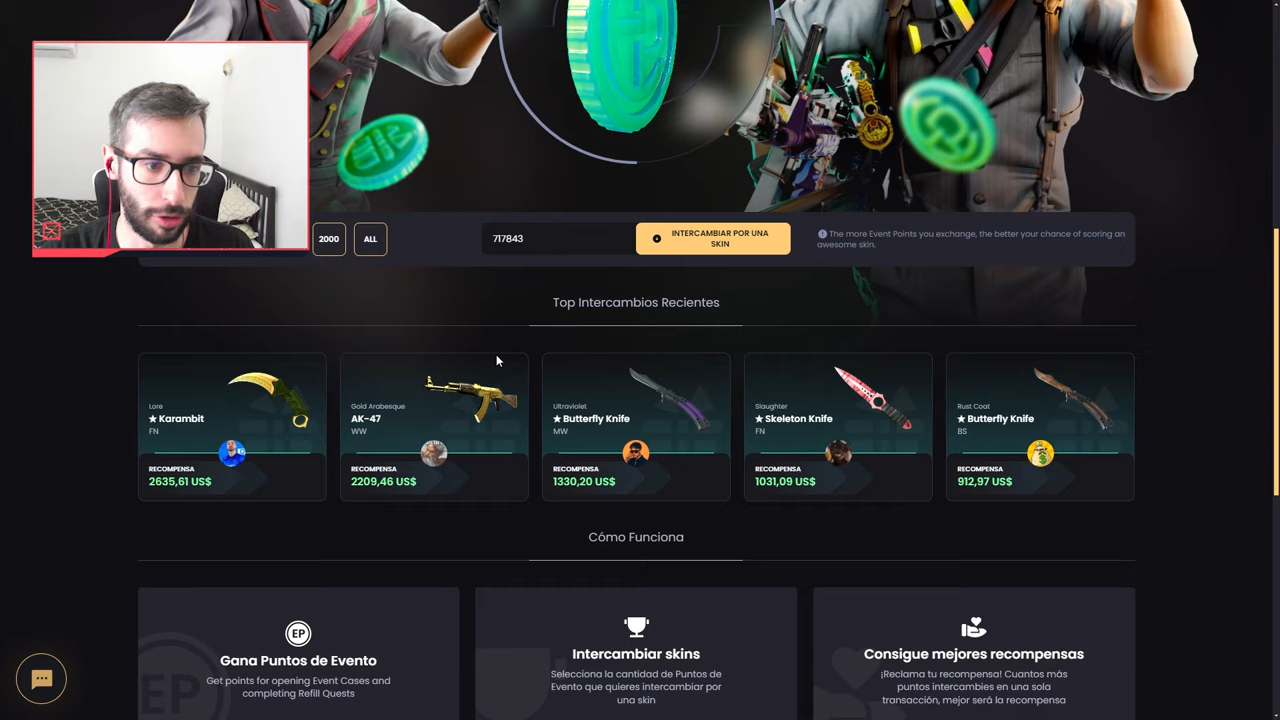 2000
ALL
717843
INTERCAMBIAR POR UNA
SKIN
The more Event Points you exchange, the better your chance of scoring an
awesome skin.
Top Intercambios Recientes
Lore
★ Karambit
FN
RECOMPENSA
2635,61 US$
Gold Arabesque
AK-47
WW
RECOMPENSA
2209,46 US$
Ultraviolet
★ Butterfly Knife
MW
RECOMPENSA
1330,20 US$
Slaughter
★ Skeleton Knife
FN
RECOMPENSA
1031,09 US$
Rust Coat
★ Butterfly Knife
BS
RECOMPENSA
912,97 US$
Cómo Funciona
EP
Gana Puntos de Evento
Get points for opening Event Cases and
completing Refill Quests
Intercambiar skins
Selecciona la cantidad de Puntos de
Evento que quieres intercambiar por
una skin
Consigue mejores recompensas
¡Reclama tu recompensa! Cuantos más
puntos intercambies en una sola
transacción, mejor será la recompensa